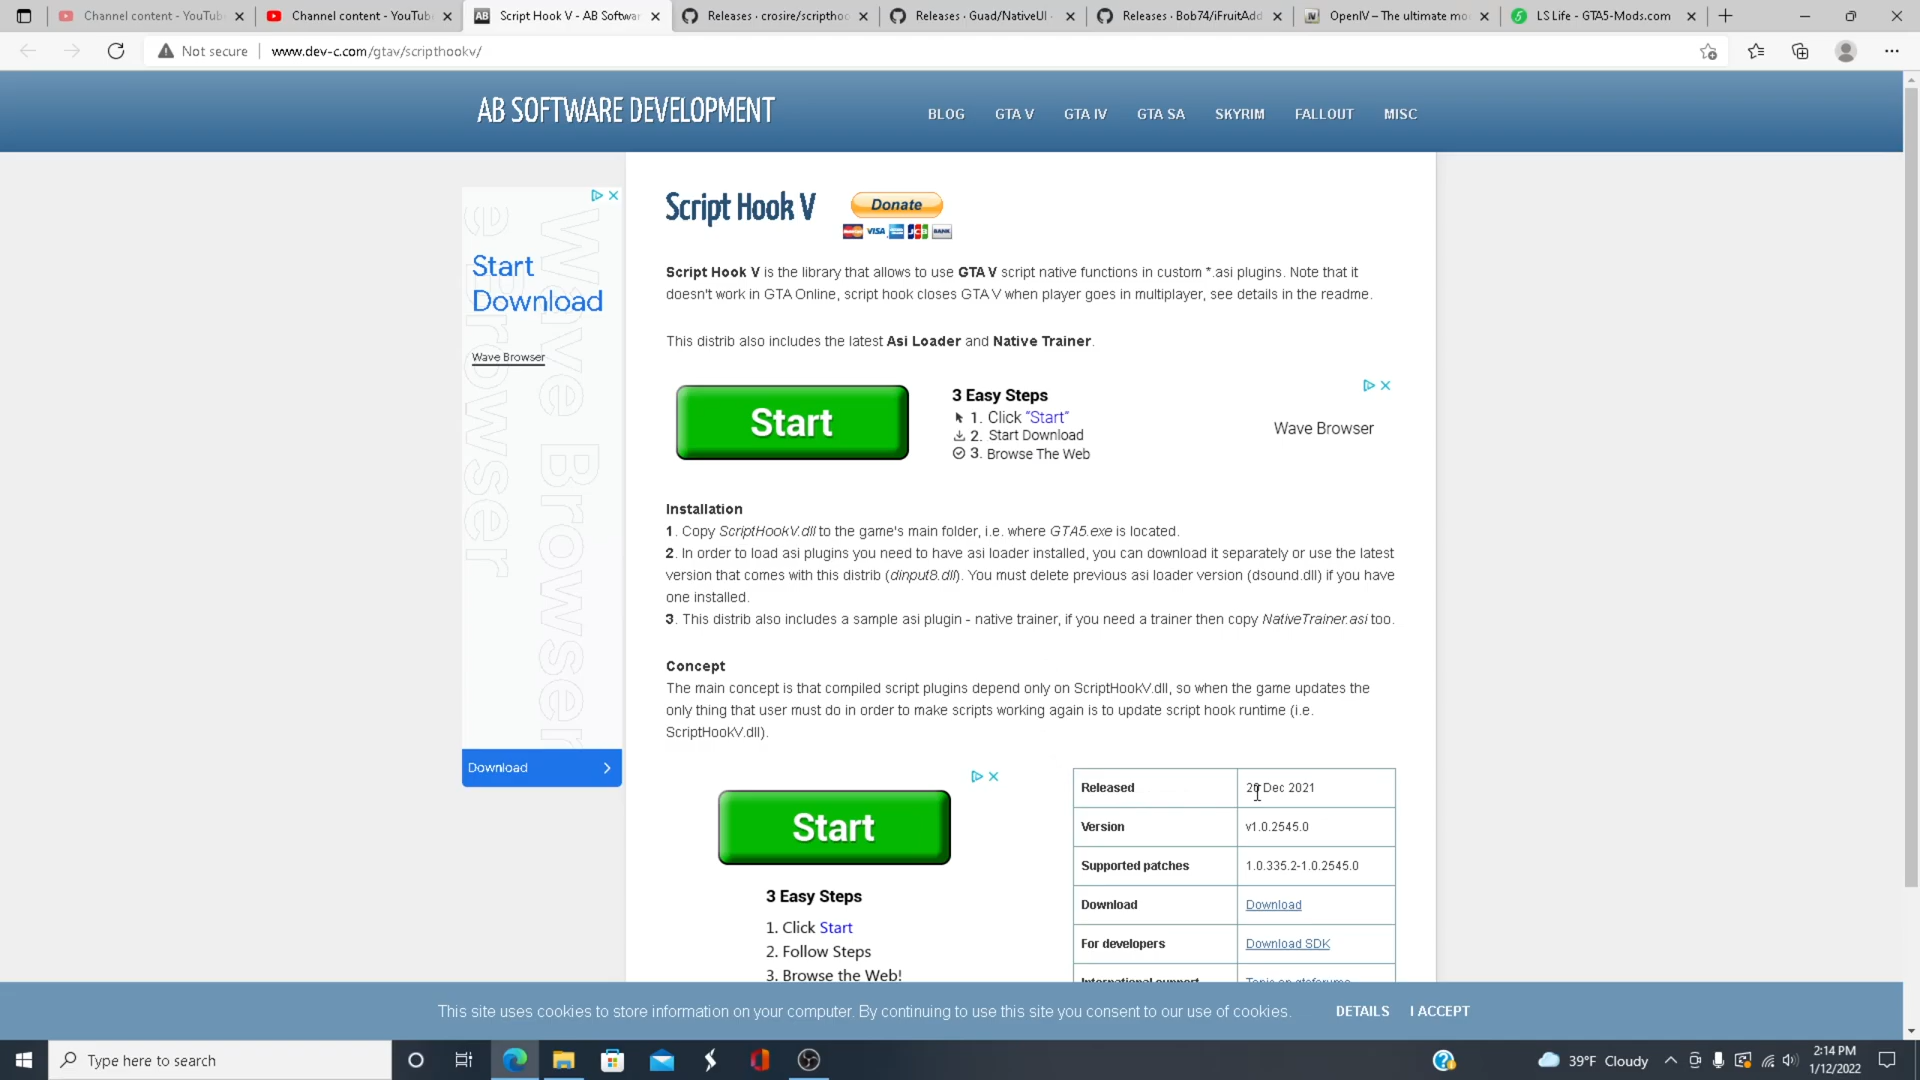 Channel content - YouTub
Channel content - YouTub
AB Script Hook V - AB Softwar
Releases · crosire/scripthoo
Releases · Guad/NativeUI ·
Releases · Bob74/iFruitAdd
IV OpenIV – The ultimate mo
5 LS Life - GTA5-Mods.com
Not secure
www.dev-c.com/gtav/scripthookv/
AB SOFTWARE DEVELOPMENT
BLOG GTA V GTA IV GTA SA SKYRIM FALLOUT MISC
Start
Download
Wave Browser
Wave Browser
Download
Script Hook V
Donate
VISA
JCB
BANK
Script Hook V is the library that allows to use GTA V script native functions in custom *.asi plugins. Note that it
doesn't work in GTA Online, script hook closes GTA V when player goes in multiplayer, see details in the readme.
This distrib also includes the latest Asi Loader and Native Trainer.
Start
3 Easy Steps
1. Click "Start"
2. Start Download
3. Browse The Web
Wave Browser
Installation
1. Copy ScriptHookV.dll to the game's main folder, i.e. where GTA5.exe is located.
2. In order to load asi plugins you need to have asi loader installed, you can download it separately or use the latest
version that comes with this distrib (dinput8.dll). You must delete previous asi loader version (dsound.dll) if you have
one installed.
3. This distrib also includes a sample asi plugin - native trainer, if you need a trainer then copy NativeTrainer.asi too.
Concept
The main concept is that compiled script plugins depend only on ScriptHookV.dll, so when the game updates the
only thing that user must do in order to make scripts working again is to update script hook runtime (i.e.
ScriptHookV.dll).
Start
3 Easy Steps
1. Click Start
2. Follow Steps
3. Browse the Web!
Released Dec 2021
Version v1.0.2545.0
Supported patches 1.0.335.2-1.0.2545.0
Download Download
For developers Download SDK
International support Topic on gtaforums
This site uses cookies to store information on your computer. By continuing to use this site you consent to our use of cookies.
DETAILS I ACCEPT
Type here to search
39°F Cloudy
2:14 PM
1/12/2022